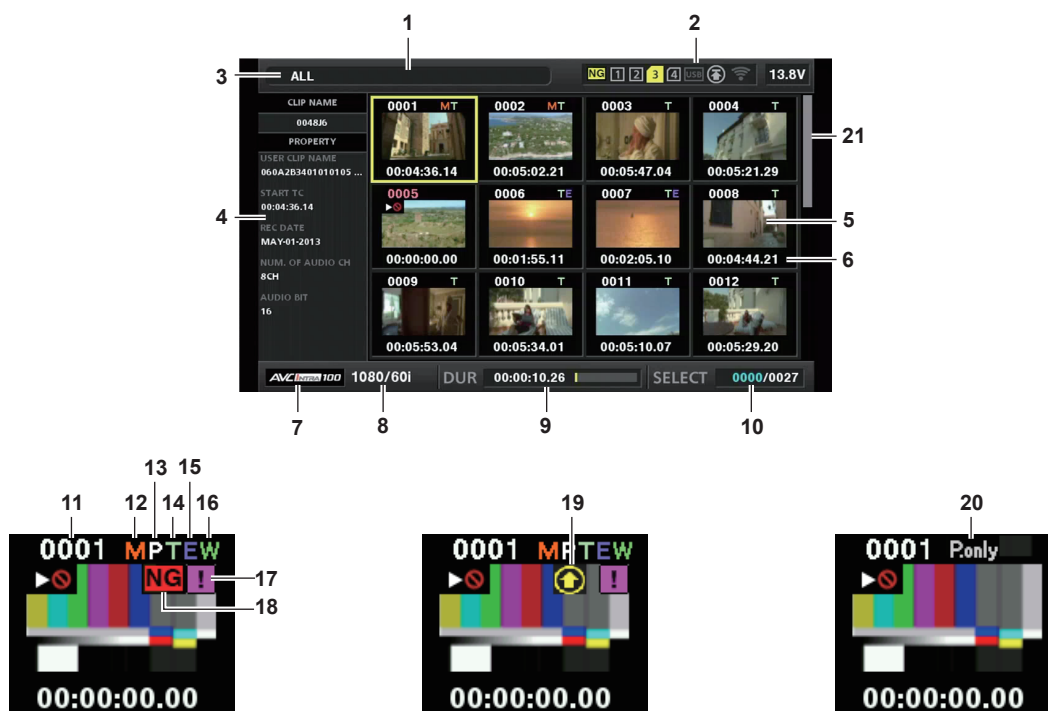 1
2
3
ALL
NG 1 2 3 4 USB
13.8V
CLIP NAME
0048J6
PROPERTY
USER CLIP NAME
060A2B3401010105 ...
START TC
00:04:36.14
4
REC DATE
MAY-01-2013
NUM. OF AUDIO CH
8CH
AUDIO BIT
16
0001 MT
0002 MT
0003 T
0004 T
21
00:04:36.14
00:05:02.21
00:05:47.04
00:05:21.29
0005
0006 TE
0007 TE
0008 T
5
00:00:00.00
00:01:55.11
00:02:05.10
00:04:44.21
6
0009 T
0010 T
0011 T
0012 T
00:05:53.04
00:05:34.01
00:05:10.07
00:05:29.20
AVC INTRA 100
1080/60i
DUR 00:00:10.26
SELECT 0000/0027
7
8
9
10
11
12
13
14
15
16
0001 MPTEW
NG !
17
18
00:00:00.00
19
0001 MPTEW
!
00:00:00.00
20
0001 P.only
00:00:00.00